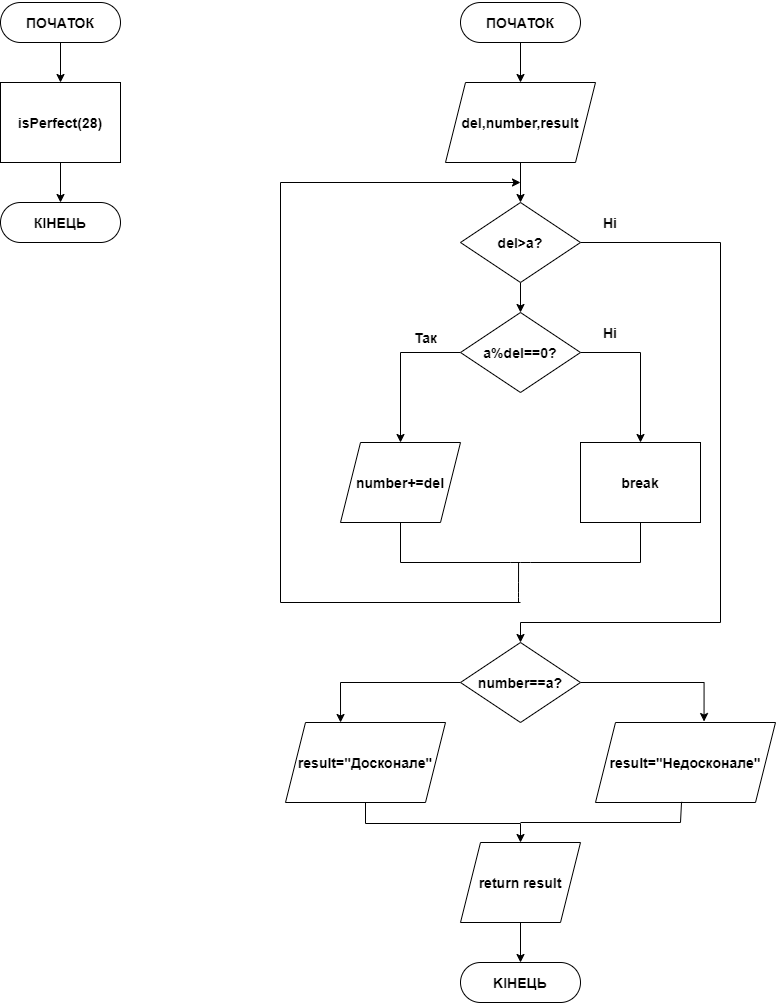 ПОЧАТОК
isPerfect(28)
КІНЕЦЬ
ПОЧАТОК
del,number,result
del>a?
Ні
a%del==0?
Так
Ні
number+=del
break
number==a?
result="Досконале"
result="Недосконале"
return result
КІНЕЦЬ